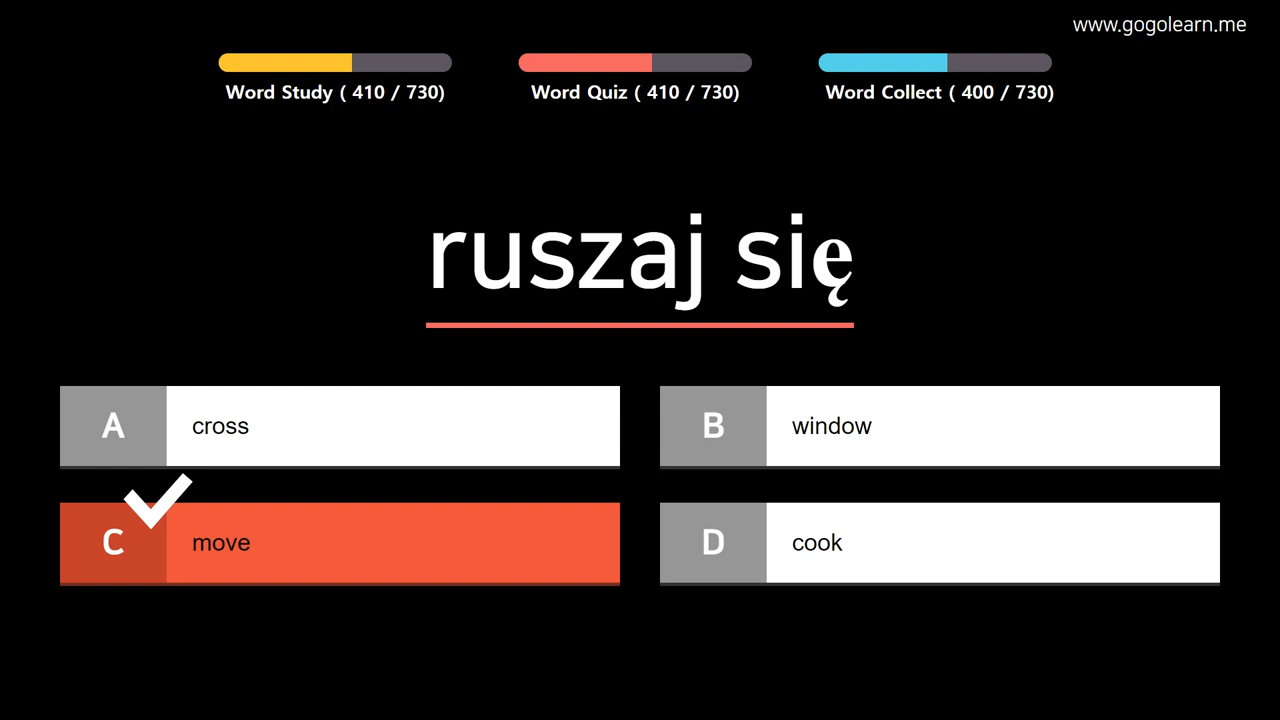 www.gogolearn.me
Word Study ( 410 / 730)
Word Quiz ( 410 / 730)
Word Collect ( 400 / 730)
ruszaj się
A cross
B window
C move
D cook